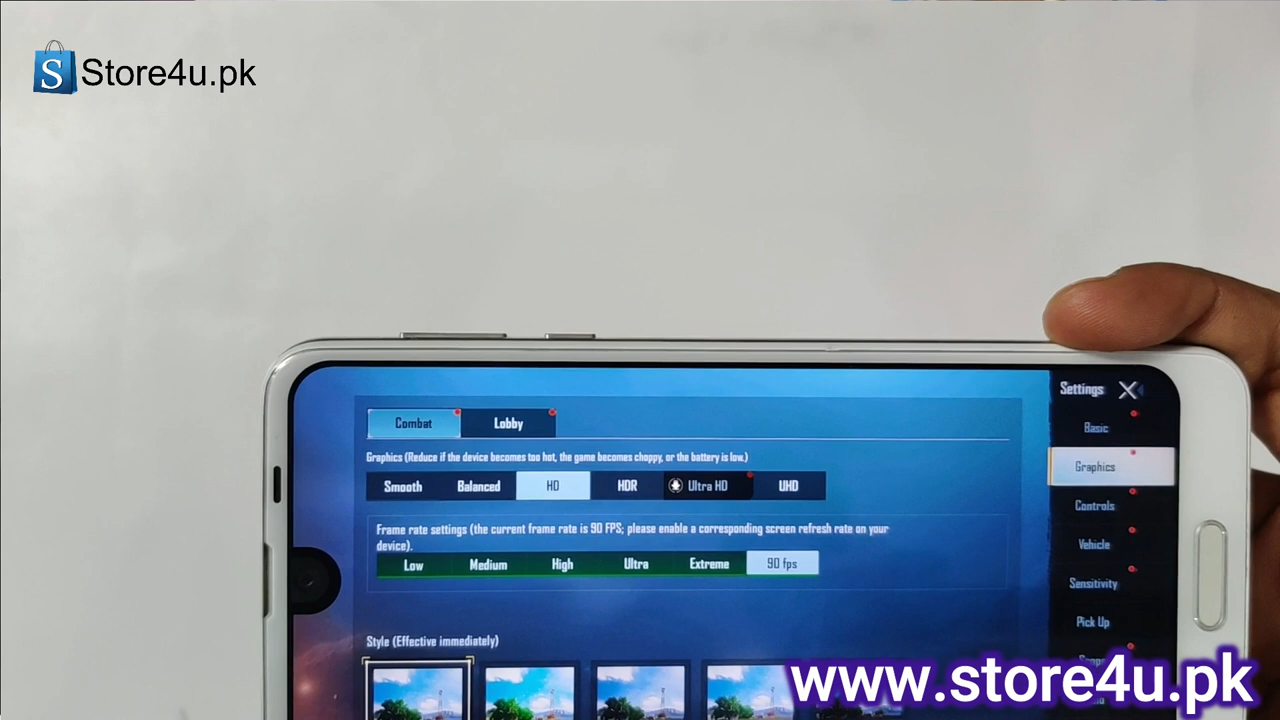 S Store4u.pk
Settings
Combat
Lobby
Basic
Graphics (Reduce if the device becomes too hot, the game becomes choppy, or the battery is low.)
Graphics
Smooth
Balanced
HD
HDR
Ultra HD
UHD
Controls
Frame rate settings (the current frame rate is 90 FPS; please enable a corresponding screen refresh rate on your
device).
Vehicle
Low
Medium
High
Ultra
Extreme
90 fps
Sensitivity
Pick Up
Style (Effective immediately)
www.store4u.pk